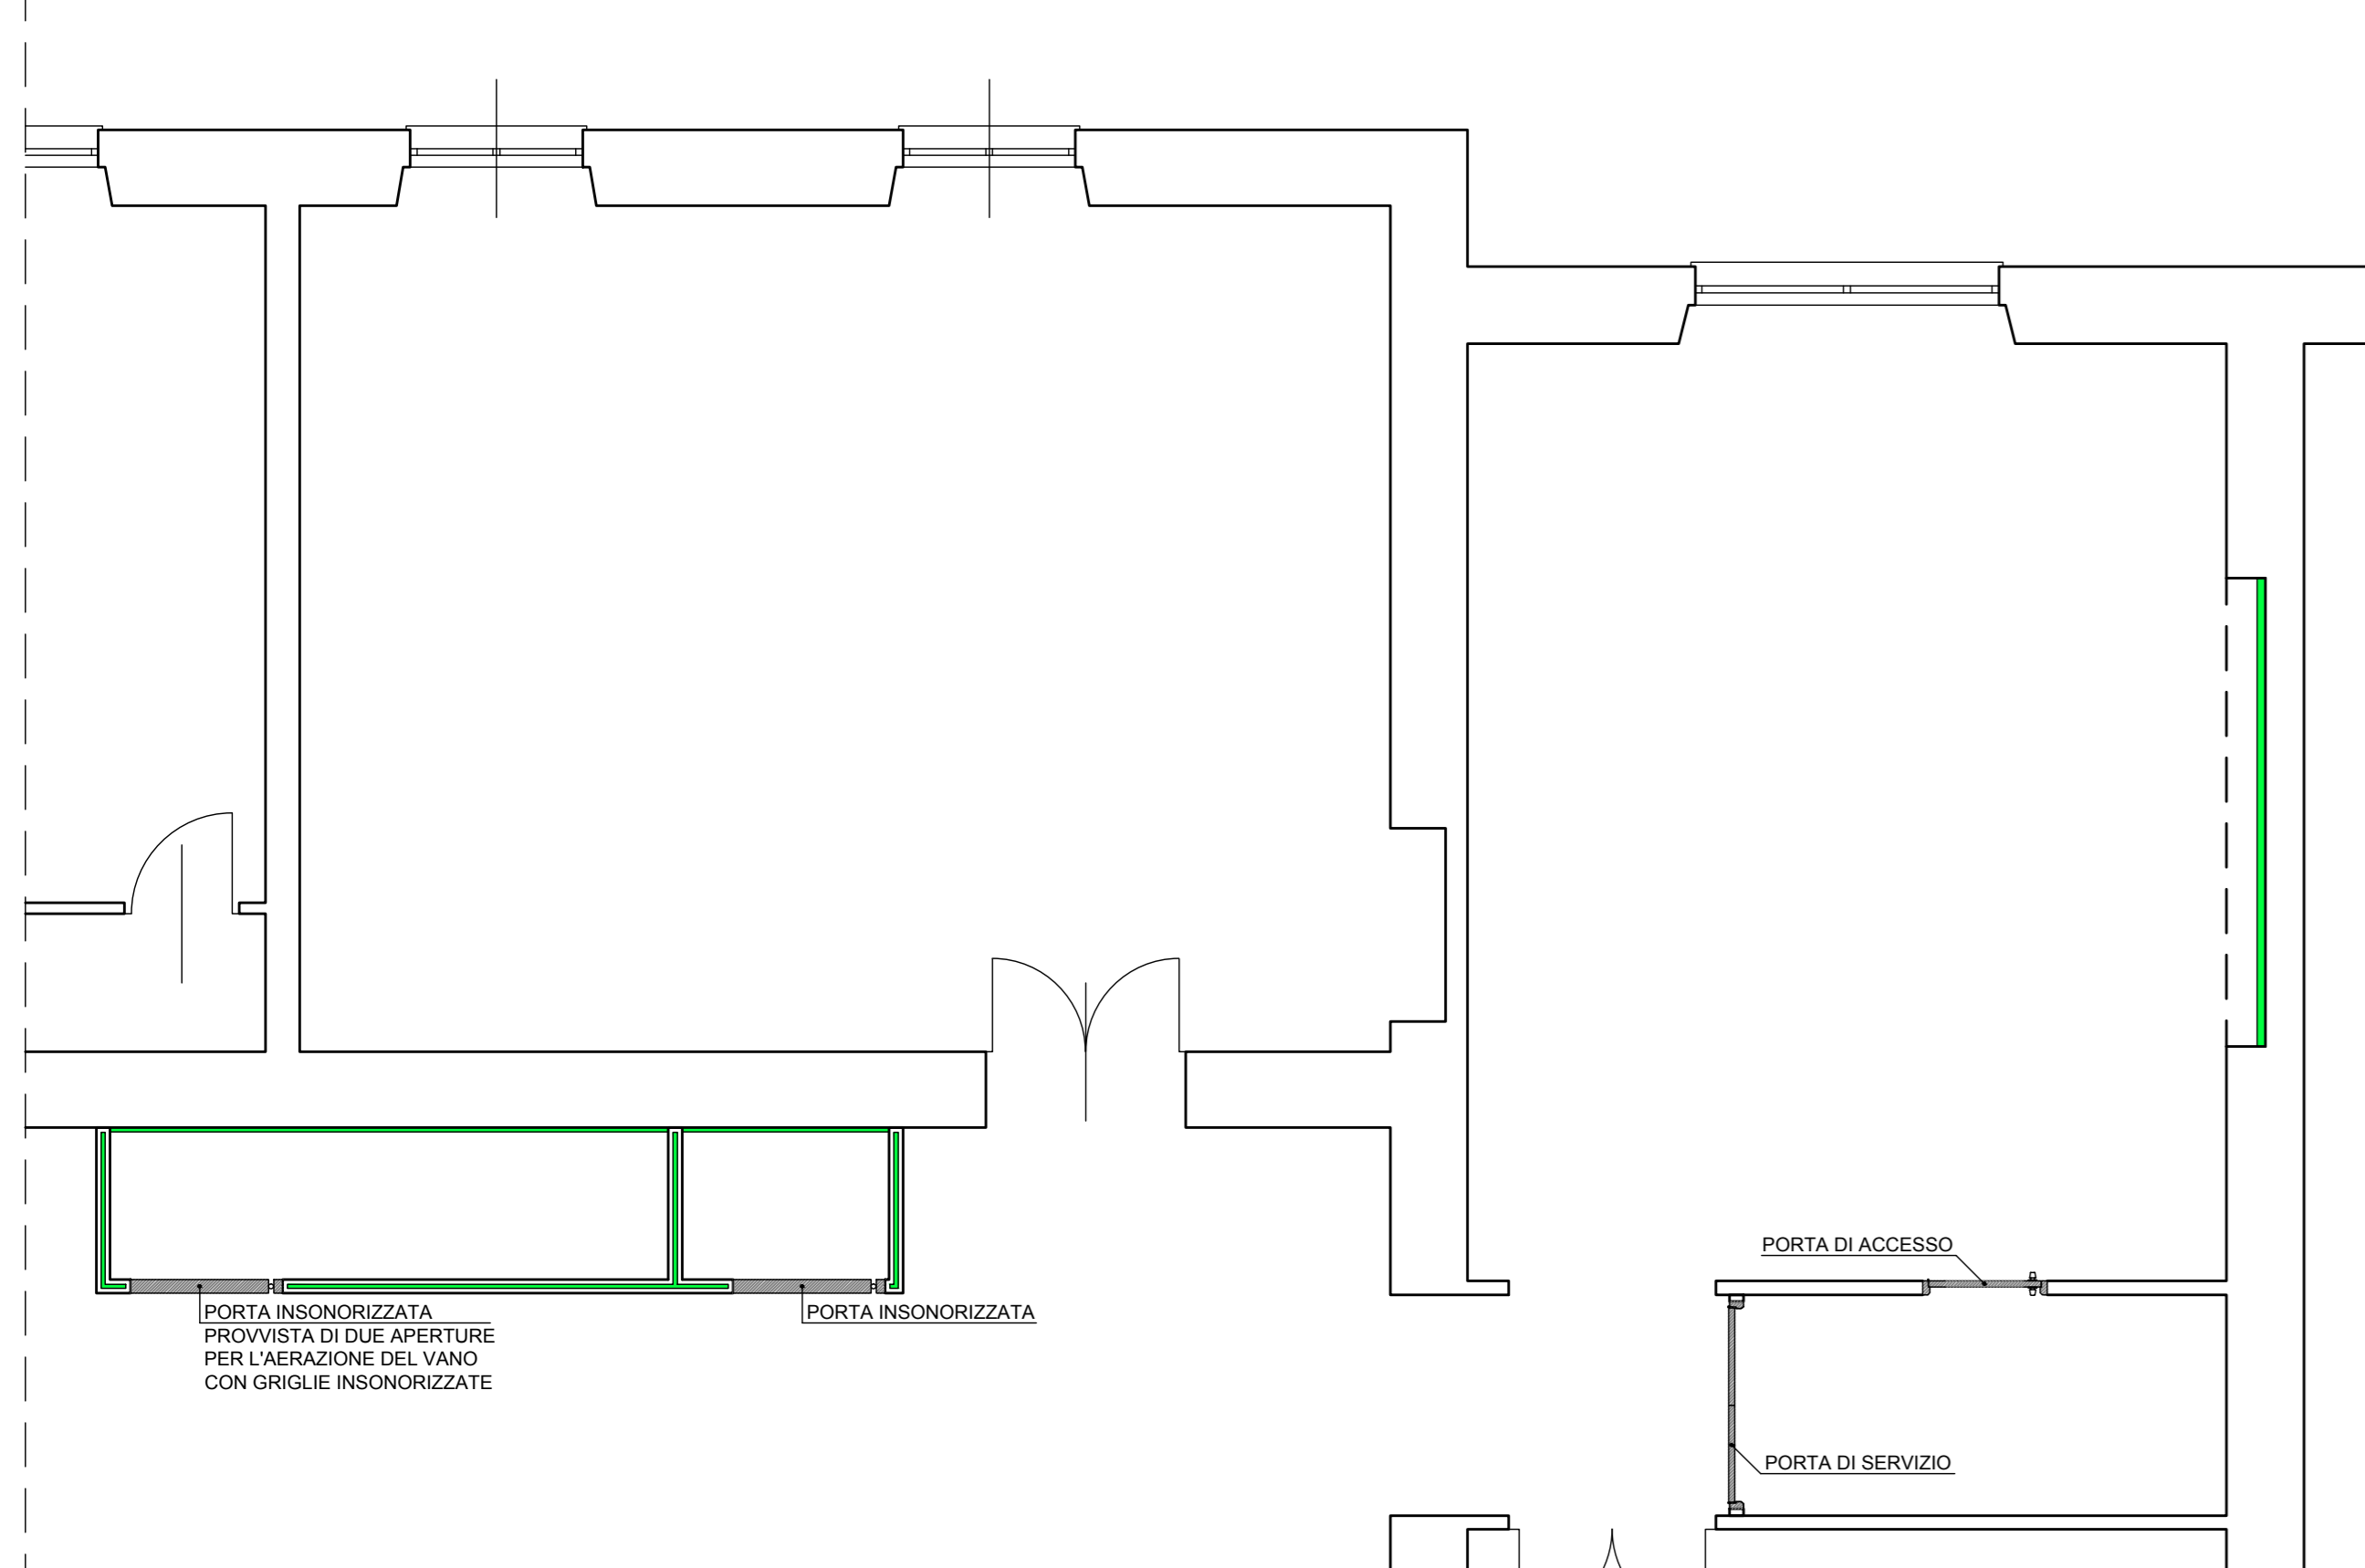 PORTA DI ACCESSO
PORTA INSONORIZZATA
PROVVISTA DI DUE APERTURE
PER L'AERAZIONE DEL VANO
CON GRIGLIE INSONORIZZATE
PORTA INSONORIZZATA
PORTA DI SERVIZIO